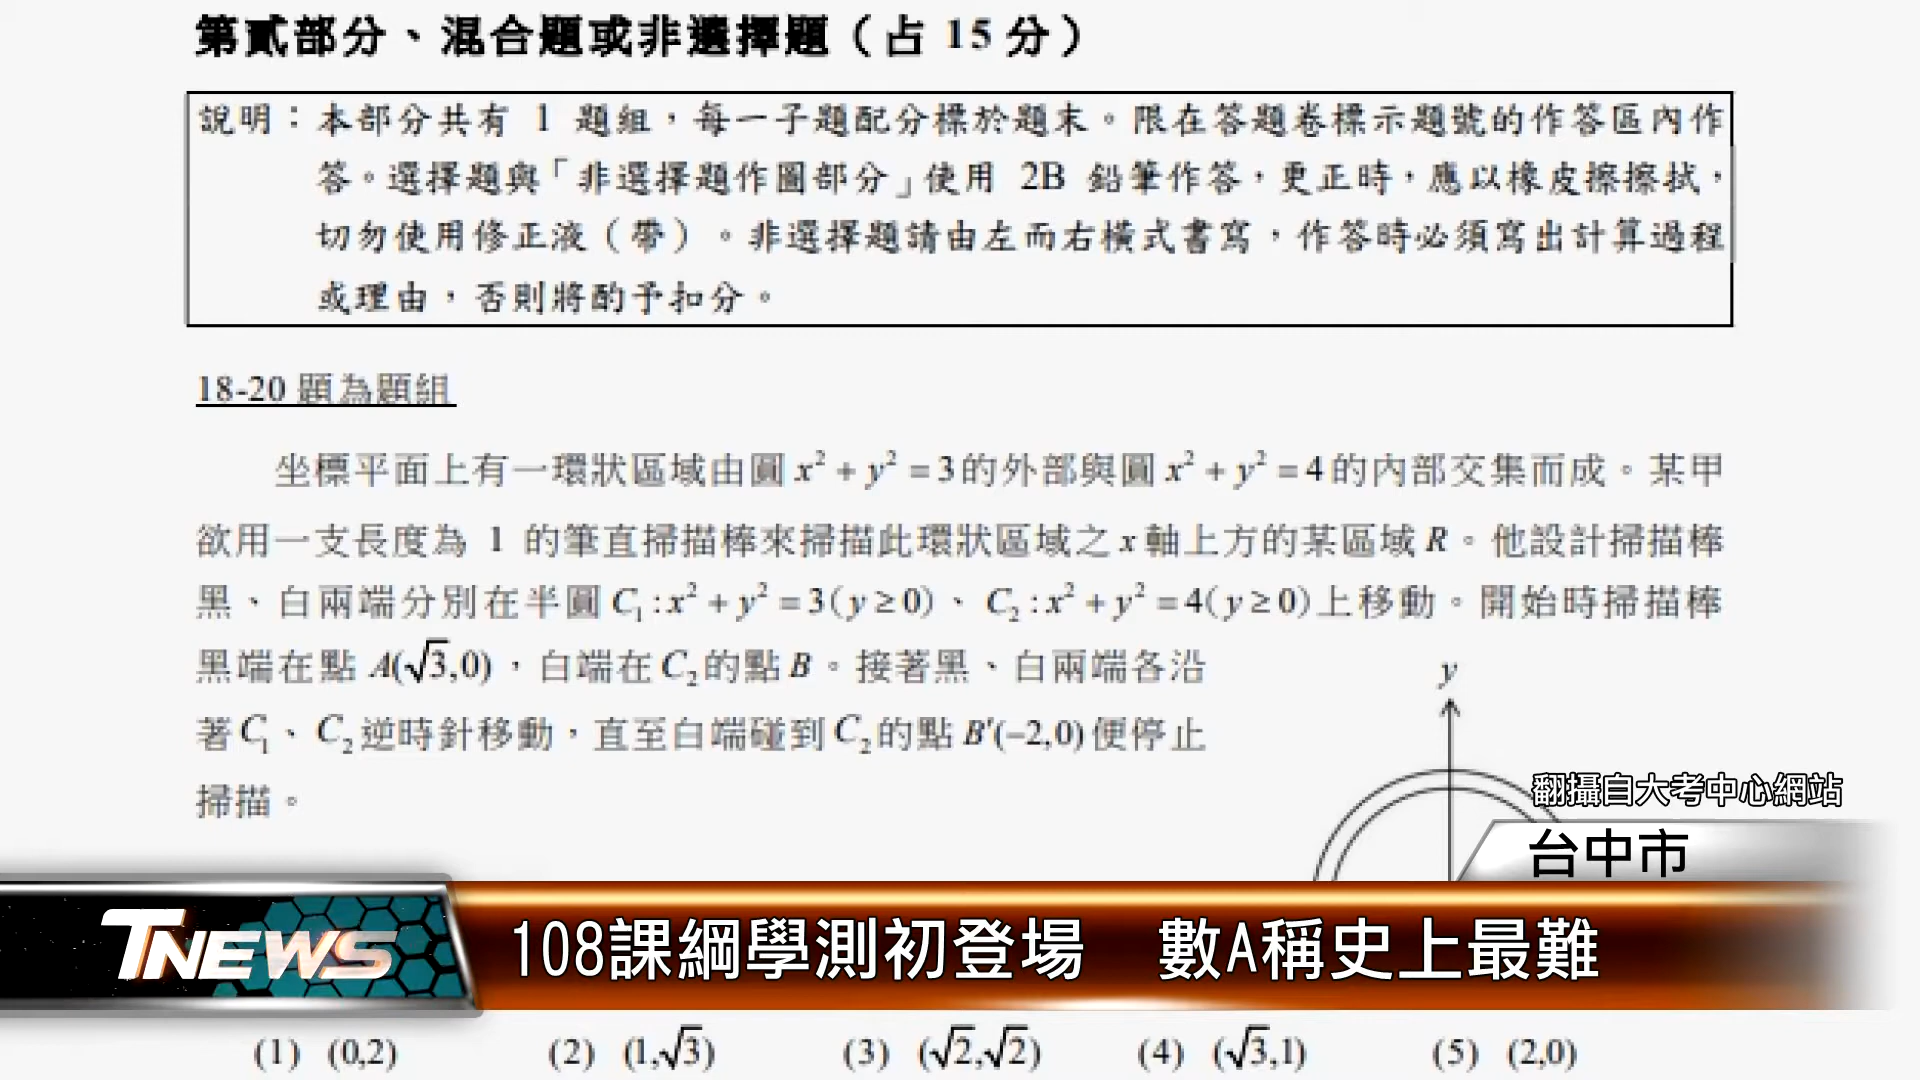 第貳部分、混合題或非選擇題（占 15 分）
說明：本部分共有 1 題組，每一子題配分標於題末。限在答題卷標示題號的作答區內作
答。選擇題與「非選擇題作圖部分」使用 2B 鉛筆作答，更正時，應以橡皮擦擦拭，
切勿使用修正液（帶）。非選擇題請由左而右橫式書寫，作答時必須寫出計算過程
或理由，否則將酌予扣分。
18-20 題為題組
坐標平面上有一環狀區域由圓 x² + y² = 3 的外部與圓 x² + y² = 4 的內部交集而成。某甲
欲用一支長度為 1 的筆直掃描棒來掃描此環狀區域之 x 軸上方的某區域 R。他設計掃描棒
黑、白兩端分別在半圓 C₁ : x² + y² = 3 ( y ≥ 0)、 C₂ : x² + y² = 4 ( y ≥ 0) 上移動。開始時掃描棒
黑端在點 A(√3,0)，白端在 C₂ 的點 B。接著黑、白兩端各沿
著 C₁、 C₂ 逆時針移動，直至白端碰到 C₂ 的點 B′(−2,0) 便停止
掃描。
y
翻攝自大考中心網站
台中市
TNEWS
108課綱學測初登場　數A稱史上最難
(1) (0,2) (2) (1,√3) (3) (√2,√2) (4) (√3,1) (5) (2,0)